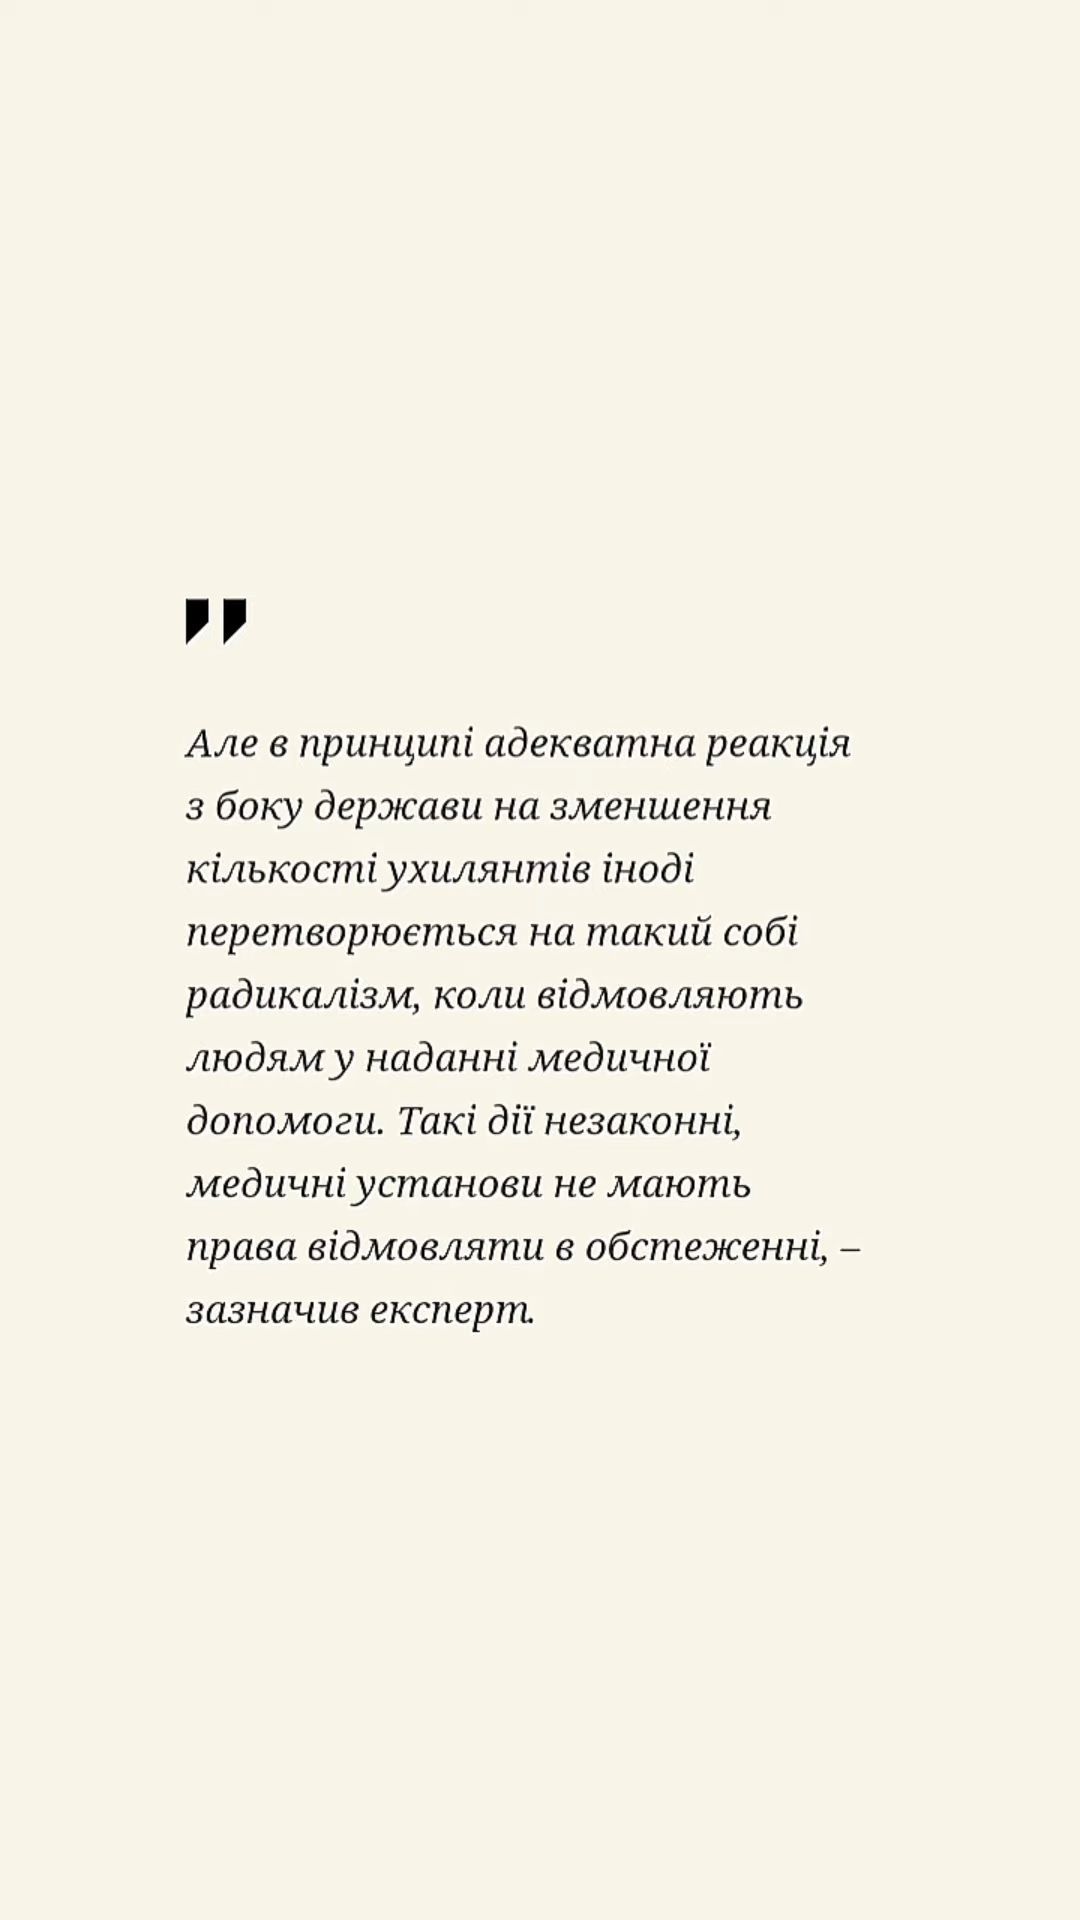 Але в принципі адекватна реакція
з боку держави на зменшення
кількості ухилянтів іноді
перетворюється на такий собі
радикалізм, коли відмовляють
людям у наданні медичної
допомоги. Такі дії незаконні,
медичні установи не мають
права відмовляти в обстеженні, –
зазначив експерт.